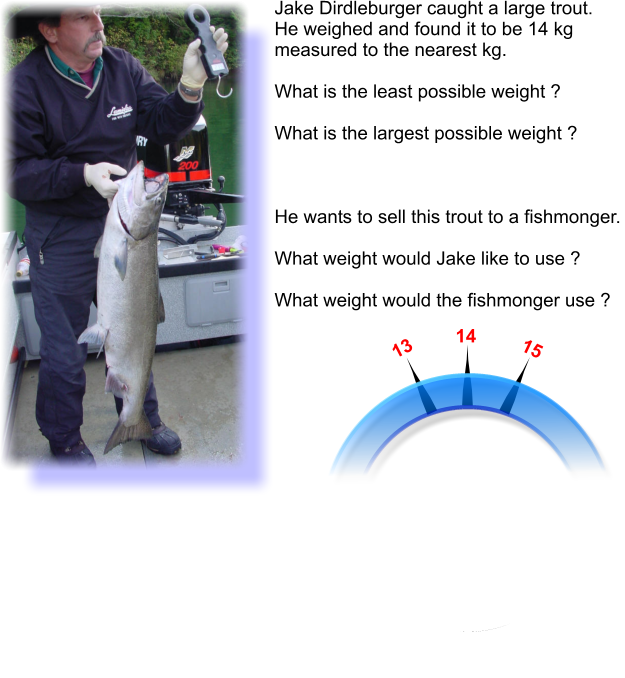 Jake Dirdleburger caught a large trout.
He weighed and found it to be 14 kg
measured to the nearest kg.
What is the least possible weight ?
What is the largest possible weight ?
RY
200
He wants to sell this trout to a fishmonger.
What weight would Jake like to use ?
What weight would the fishmonger use ?
13 14 15